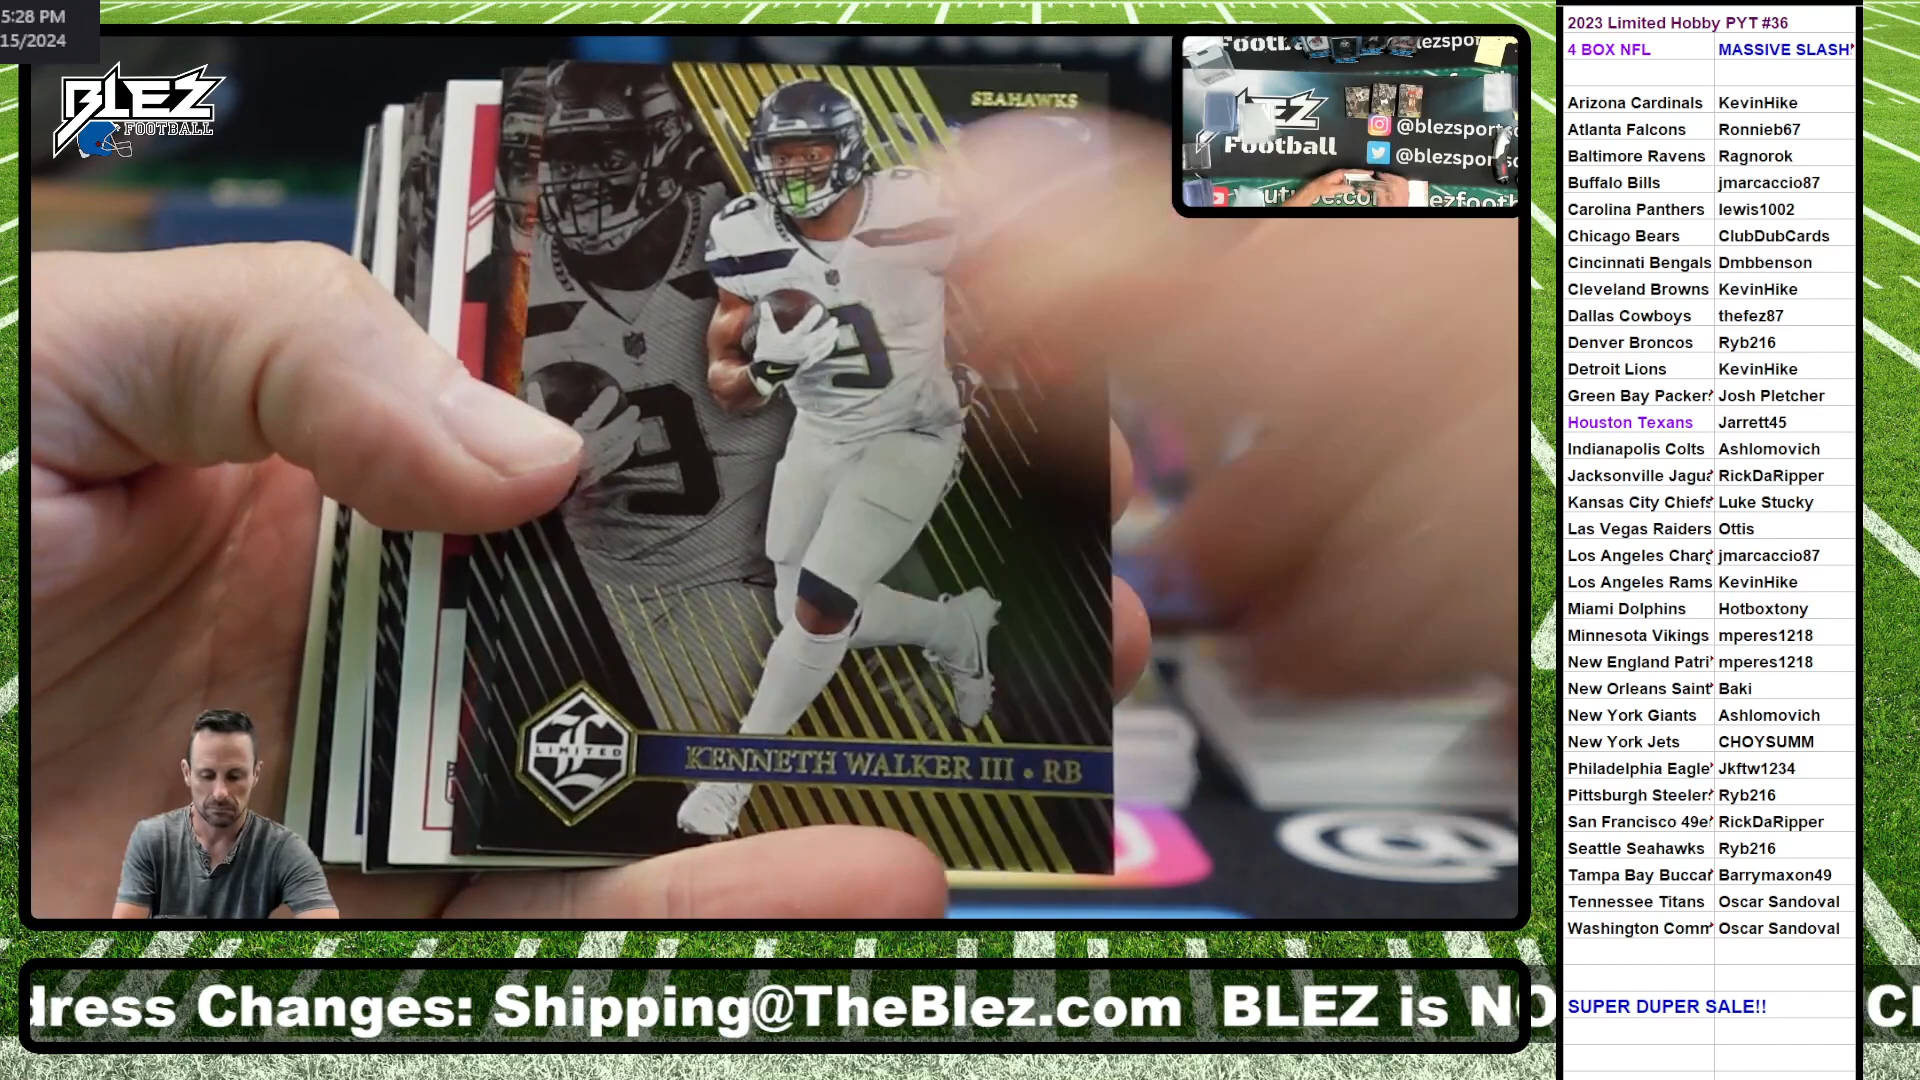 5:28 PM
15/2024
BLEZ
FOOTBALL
SEAHAWKS
9
9
LIMITED
KENNETH WALKER III • RB
@blezsports
@blezsports
Football
2023 Limited Hobby PYT #36
4 BOX NFL MASSIVE SLASH
Arizona Cardinals KevinHike
Atlanta Falcons Ronnieb67
Baltimore Ravens Ragnorok
Buffalo Bills jmarcaccio87
Carolina Panthers lewis1002
Chicago Bears ClubDubCards
Cincinnati Bengals Dmbbenson
Cleveland Browns KevinHike
Dallas Cowboys thefez87
Denver Broncos Ryb216
Detroit Lions KevinHike
Green Bay Packer Josh Pletcher
Houston Texans Jarrett45
Indianapolis Colts Ashlomovich
Jacksonville Jagua RickDaRipper
Kansas City Chiefs Luke Stucky
Las Vegas Raiders Ottis
Los Angeles Charg jmarcaccio87
Los Angeles Rams KevinHike
Miami Dolphins Hotboxtony
Minnesota Vikings mperes1218
New England Patri mperes1218
New Orleans Saint Baki
New York Giants Ashlomovich
New York Jets CHOYSUMM
Philadelphia Eagle Jkftw1234
Pittsburgh Steeler Ryb216
San Francisco 49e RickDaRipper
Seattle Seahawks Ryb216
Tampa Bay Buccar Barrymaxon49
Tennessee Titans Oscar Sandoval
Washington Comm Oscar Sandoval
SUPER DUPER SALE!!
dress Changes: Shipping@TheBlez.com BLEZ is NO